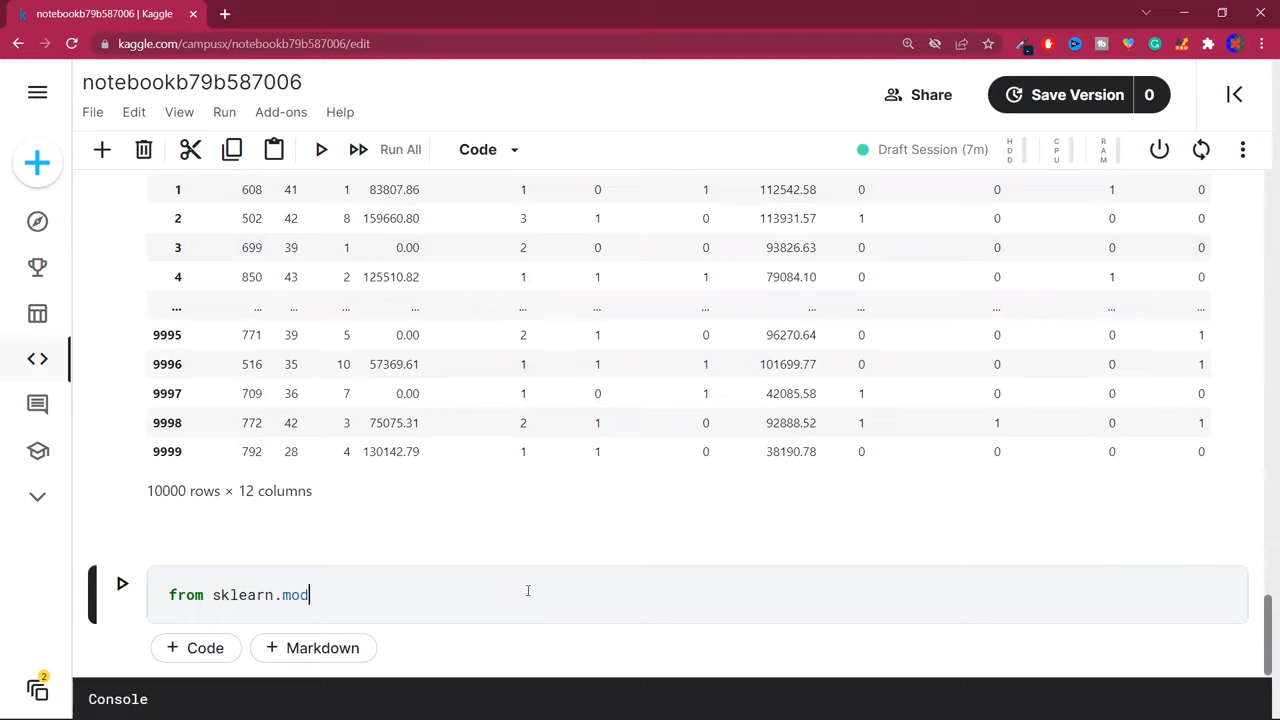 notebookb79b587006 | Kaggle
kaggle.com/campusx/notebookb79b587006/edit
notebookb79b587006
Share
Save Version 0
File Edit View Run Add-ons Help
Run All Code Draft Session (7m) HDD CPU RAM
1 608 41 1 83807.86 1 0 1 112542.58 0 0 1 0
2 502 42 8 159660.80 3 1 0 113931.57 1 0 0 0
3 699 39 1 0.00 2 0 0 93826.63 0 0 0 0
4 850 43 2 125510.82 1 1 1 79084.10 0 0 1 0
... ... ... ... ... ... ... ... ... ... ... ... ...
9995 771 39 5 0.00 2 1 0 96270.64 0 0 0 1
9996 516 35 10 57369.61 1 1 1 101699.77 0 0 0 1
9997 709 36 7 0.00 1 0 1 42085.58 1 0 0 0
9998 772 42 3 75075.31 2 1 0 92888.52 1 1 0 1
9999 792 28 4 130142.79 1 1 0 38190.78 0 0 0 0
10000 rows × 12 columns
from sklearn.mod
+ Code + Markdown
2
Console